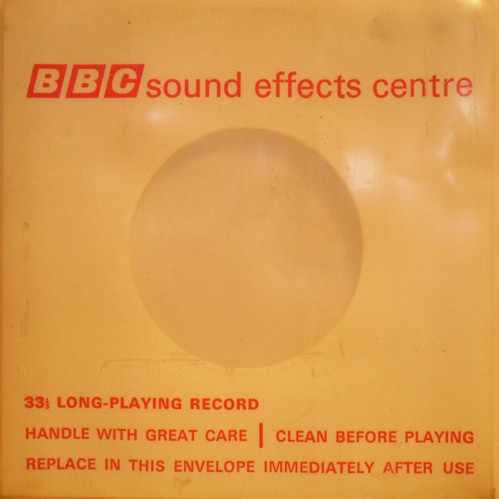 BBC sound effects centre
33⅓ LONG-PLAYING RECORD
HANDLE WITH GREAT CARE | CLEAN BEFORE PLAYING
REPLACE IN THIS ENVELOPE IMMEDIATELY AFTER USE